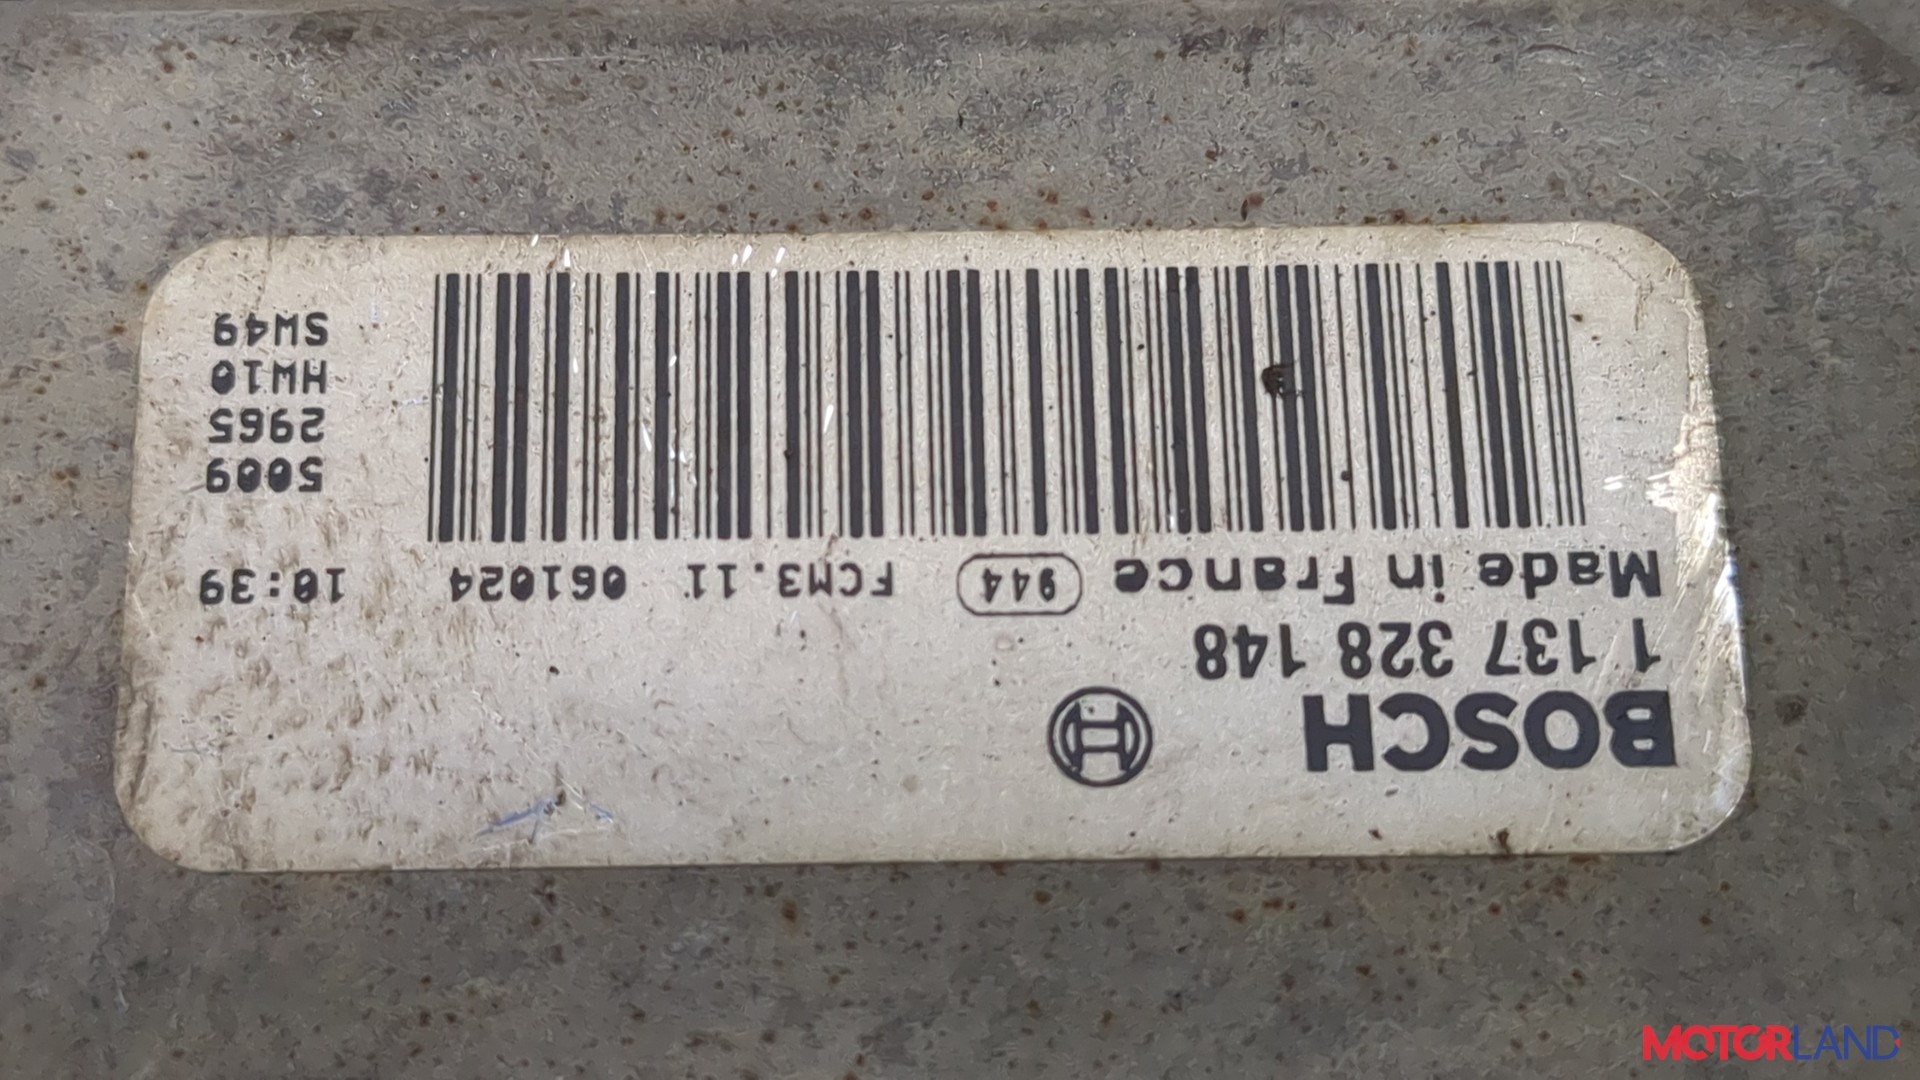 BOSCH
1 137 328 148
Made in France 944 FCM3.11 061024 10:39
5009
2965
HW10
SW49
MOTORLAND